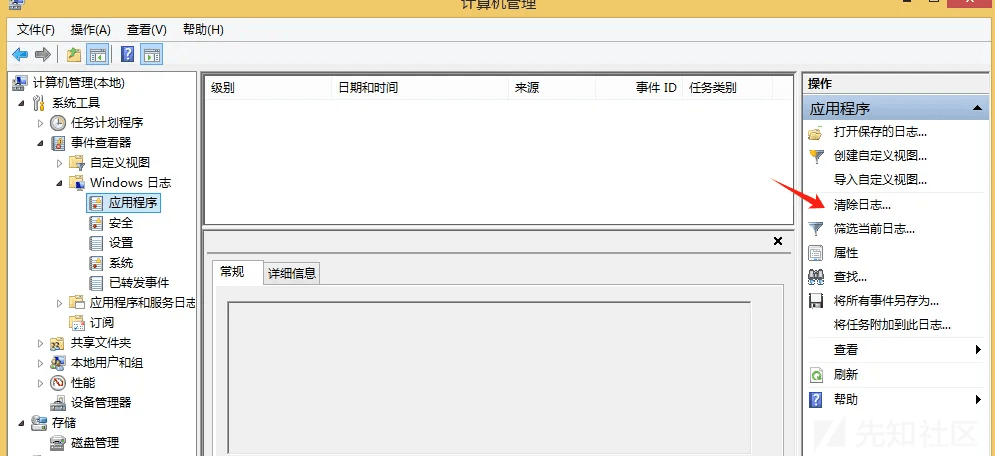 计算机管理
文件(F) 操作(A) 查看(V) 帮助(H)
计算机管理(本地)
系统工具
任务计划程序
事件查看器
自定义视图
Windows 日志
应用程序
安全
设置
系统
已转发事件
应用程序和服务日志
订阅
共享文件夹
本地用户和组
性能
设备管理器
存储
磁盘管理
级别 日期和时间 来源 事件 ID 任务类别
常规 详细信息
操作
应用程序
打开保存的日志...
创建自定义视图...
导入自定义视图...
清除日志...
筛选当前日志...
属性
查找...
将所有事件另存为...
将任务附加到此日志...
查看
刷新
帮助
先知社区